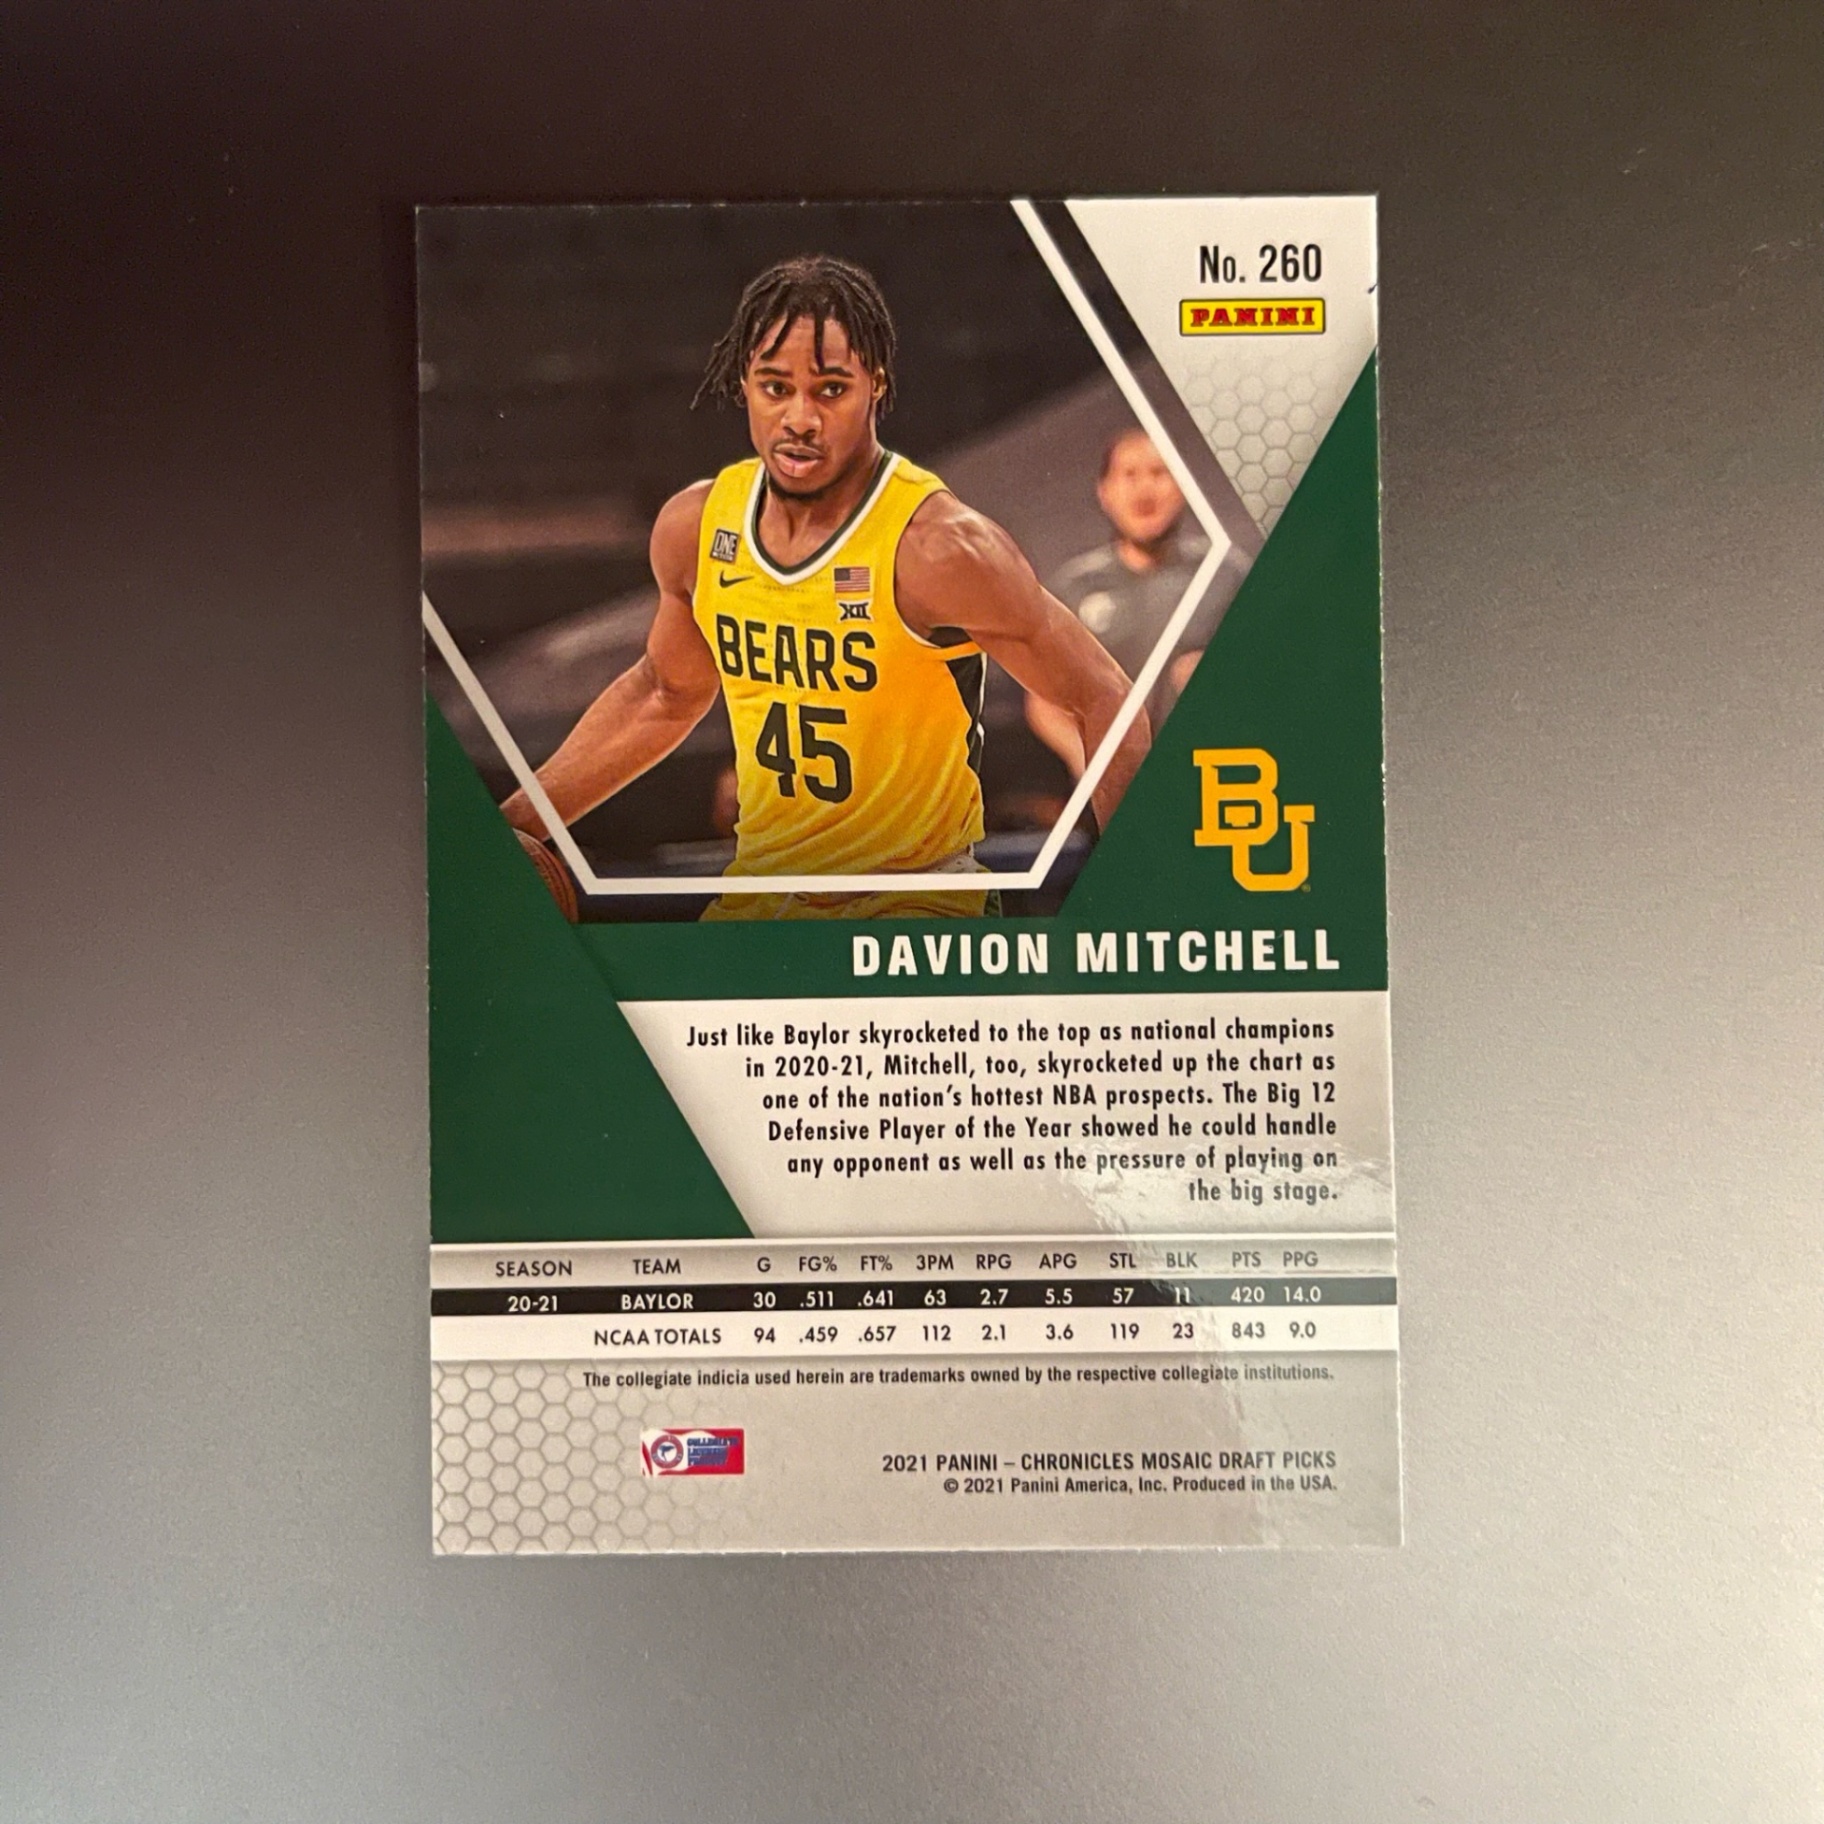 No. 260
PANINI
ONE
XII
BEARS
45
BU
DAVION MITCHELL
Just like Baylor skyrocketed to the top as national champions
in 2020-21, Mitchell, too, skyrocketed up the chart as
one of the nation's hottest NBA prospects. The Big 12
Defensive Player of the Year showed he could handle
any opponent as well as the pressure of playing on
the big stage.
SEASON TEAM G FG% FT% 3PM RPG APG STL BLK PTS PPG
20-21 BAYLOR 30 .511 .641 63 2.7 5.5 57 11 420 14.0
NCAA TOTALS 94 .459 .657 112 2.1 3.6 119 23 843 9.0
The collegiate indicia used herein are trademarks owned by the respective collegiate institutions.
2021 PANINI – CHRONICLES MOSAIC DRAFT PICKS
© 2021 Panini America, Inc. Produced in the USA.